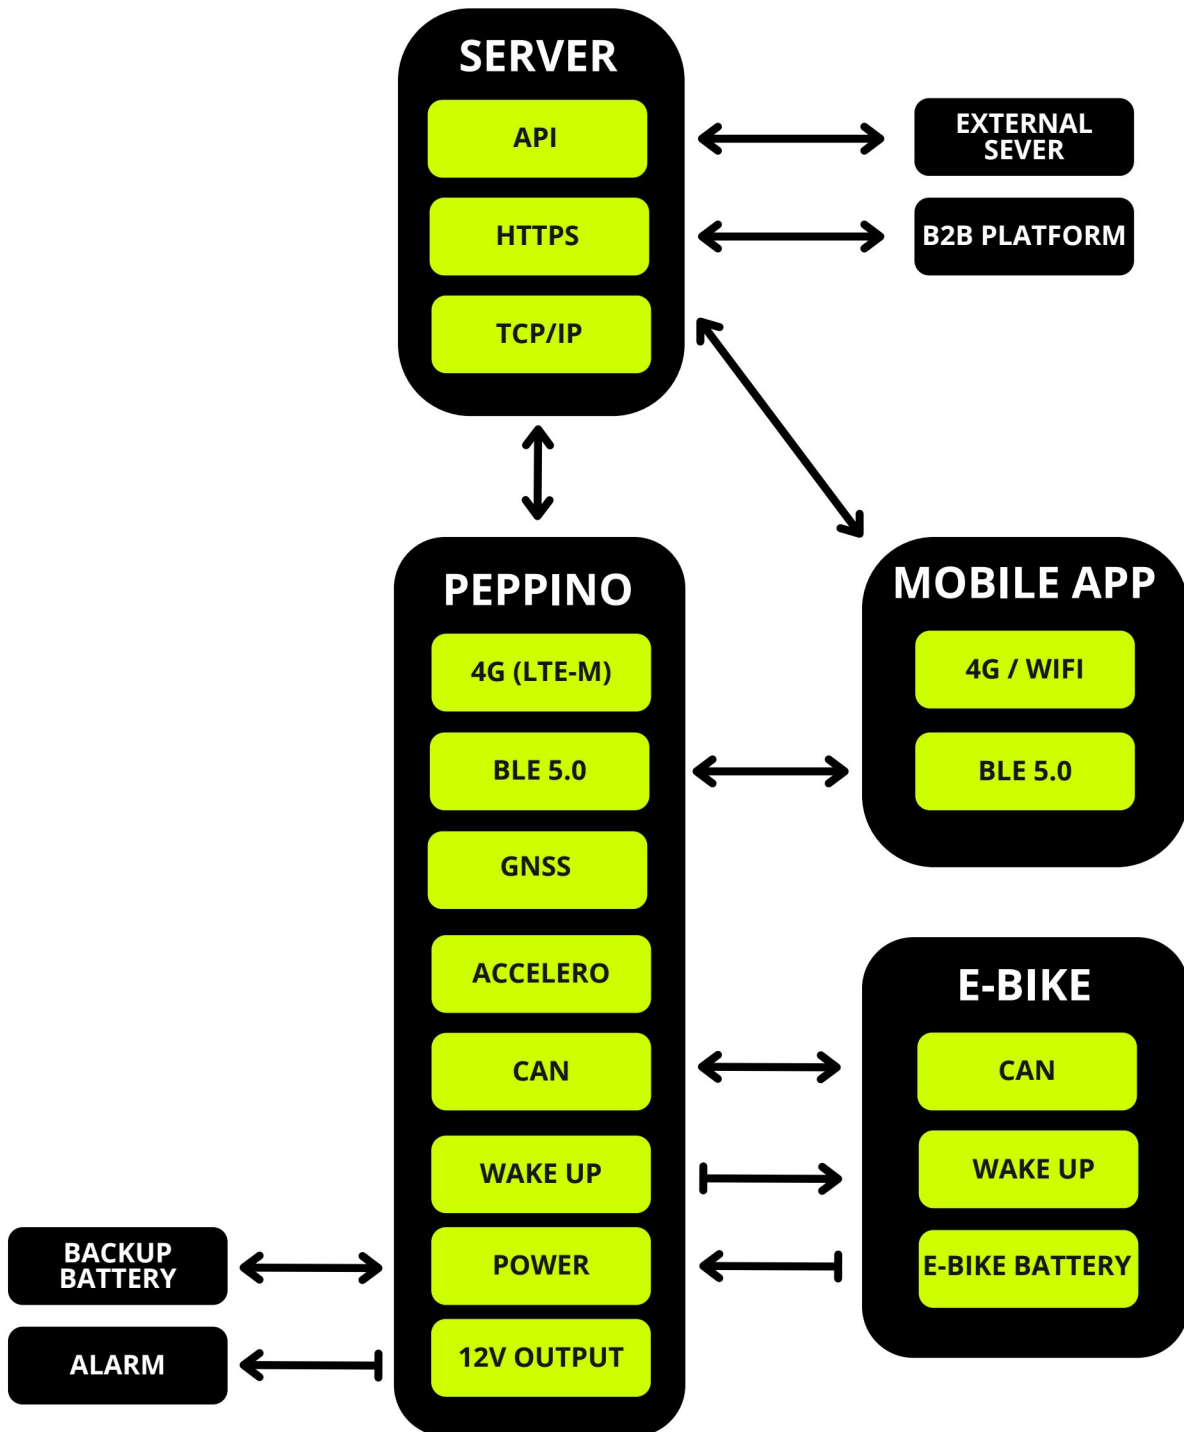 SERVER
API
HTTPS
TCP/IP
EXTERNAL
SEVER
B2B PLATFORM
PEPPINO
4G (LTE-M)
BLE 5.0
GNSS
ACCELERO
CAN
WAKE UP
POWER
12V OUTPUT
MOBILE APP
4G / WIFI
BLE 5.0
E-BIKE
CAN
WAKE UP
E-BIKE BATTERY
BACKUP
BATTERY
ALARM